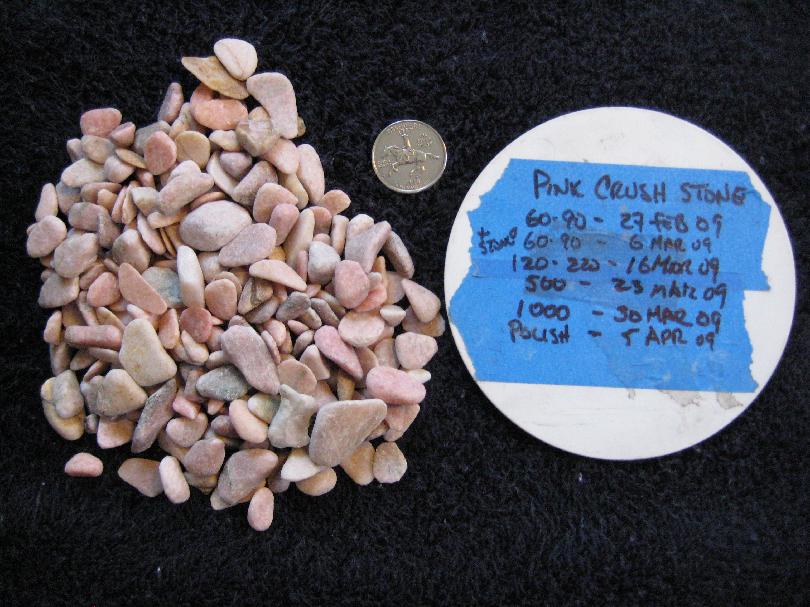 PINK CRUSH STONE
60-90 - 27 FEB 09
+ STONE 60-90 - 6 MAR 09
120-220 - 16 MAR 09
500 - 23 MAR 09
1000 - 30 MAR 09
POLISH - 5 APR 09